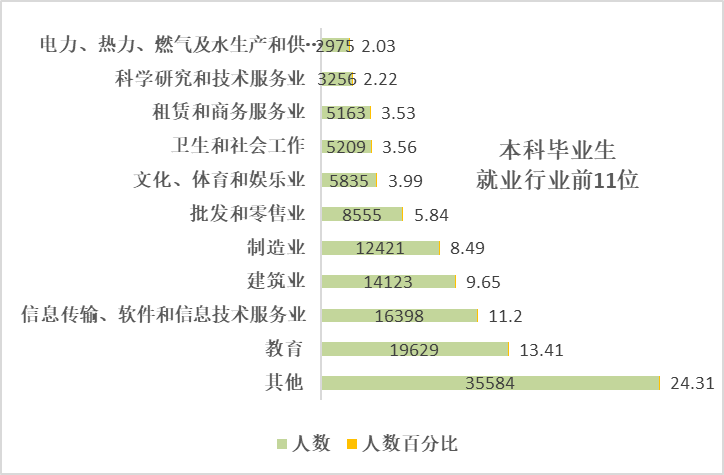 电力、热力、燃气及水生产和供… 2975 2.03
科学研究和技术服务业 3256 2.22
租赁和商务服务业 5163 3.53
卫生和社会工作 5209 3.56
本科毕业生
就业行业前11位
文化、体育和娱乐业 5835 3.99
批发和零售业 8555 5.84
制造业 12421 8.49
建筑业 14123 9.65
信息传输、软件和信息技术服务业 16398 11.2
教育 19629 13.41
其他 35584 24.31
人数 人数百分比